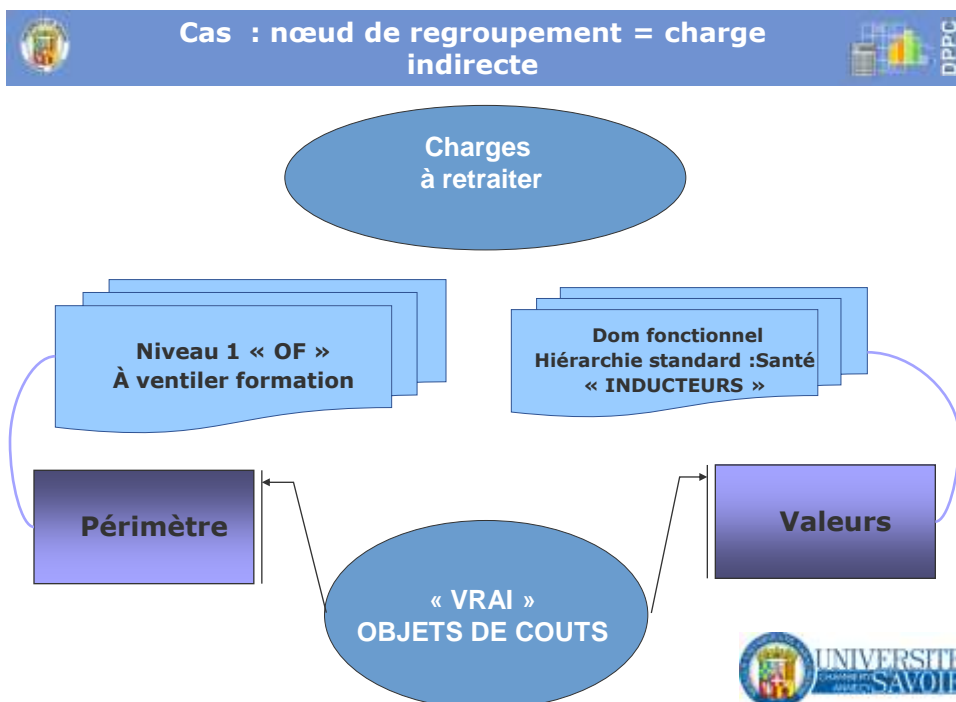 Cas : nœud de regroupement = charge
indirecte
DPPC
Charges
à retraiter
Niveau 1 « OF »
À ventiler formation
Dom fonctionnel
Hiérarchie standard :Santé
« INDUCTEURS »
Périmètre
Valeurs
« VRAI »
OBJETS DE COUTS
UNIVERSITE
SAVOIE